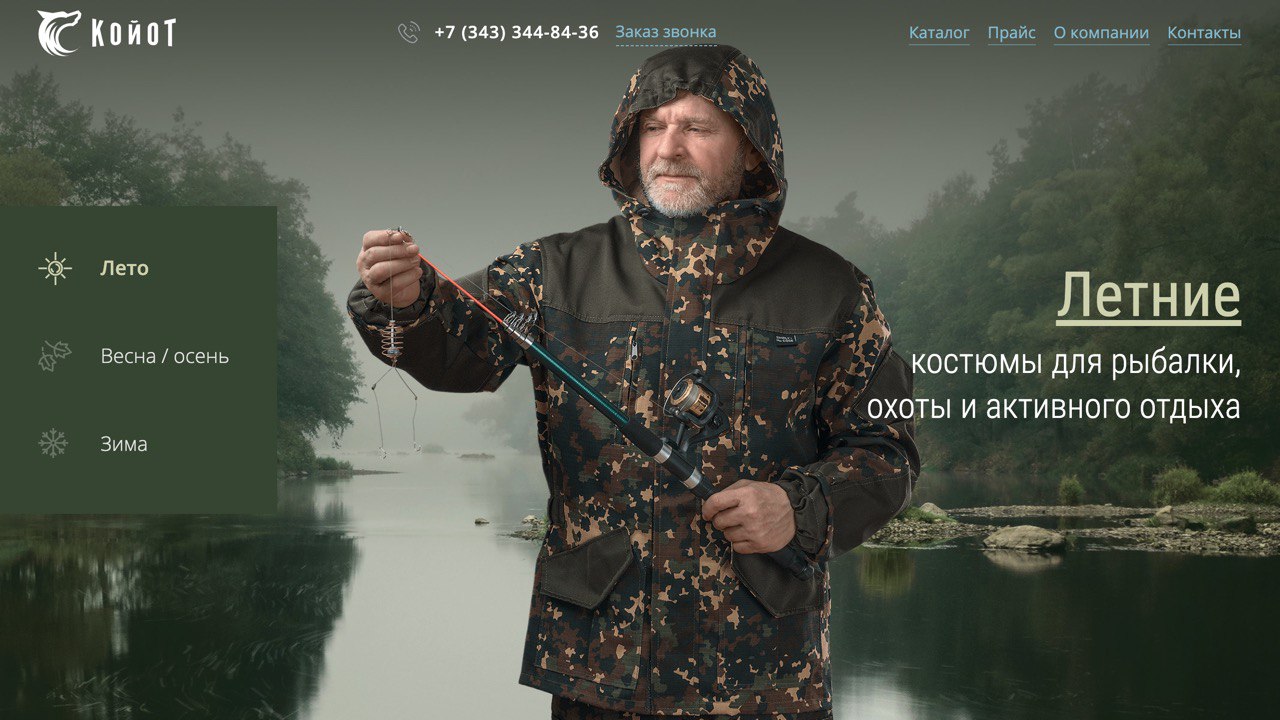 КОЙОТ
+7 (343) 344-84-36
Заказ звонка
Каталог
Прайс
О компании
Контакты
Лето
Весна / осень
Зима
Летние
костюмы для рыбалки,
охоты и активного отдыха